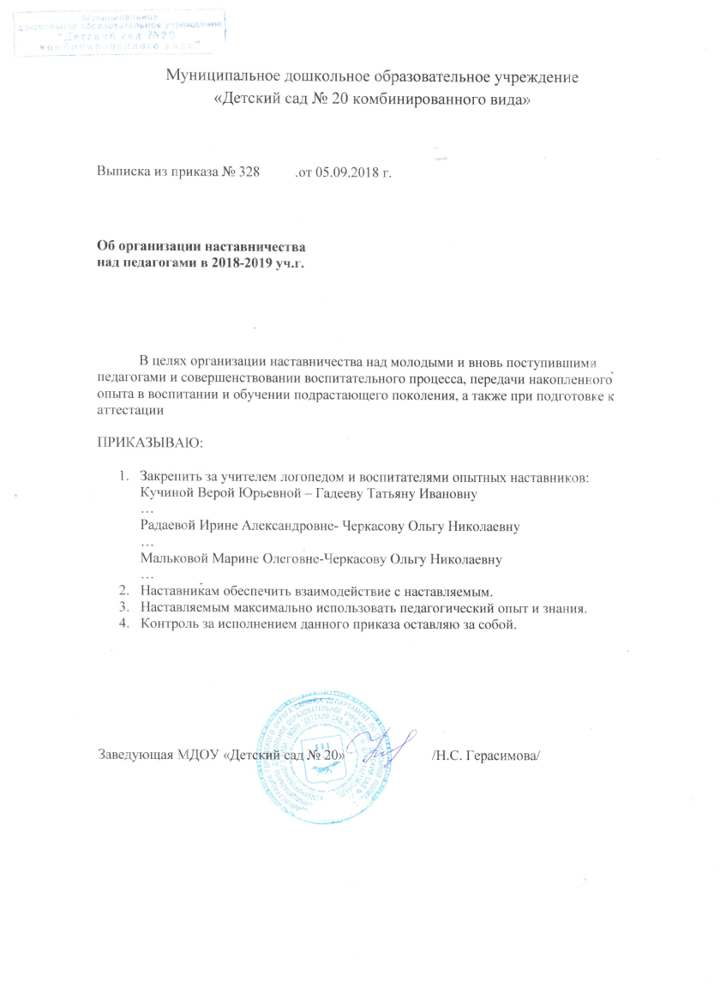 Муниципальное
дошкольное образовательное учреждение
"Детский сад №20
комбинированного вида"
Муниципальное дошкольное образовательное учреждение
«Детский сад № 20 комбинированного вида»
Выписка из приказа № 328 .от 05.09.2018 г.
Об организации наставничества
над педагогами в 2018-2019 уч.г.
В целях организации наставничества над молодыми и вновь поступившими
педагогами и совершенствовании воспитательного процесса, передачи накопленного
опыта в воспитании и обучении подрастающего поколения, а также при подготовке к
аттестации
ПРИКАЗЫВАЮ:
1. Закрепить за учителем логопедом и воспитателями опытных наставников:
Кучиной Верой Юрьевной – Гадееву Татьяну Ивановну
…
Радаевой Ирине Александровне- Черкасову Ольгу Николаевну
…
Мальковой Марине Олеговне-Черкасову Ольгу Николаевну
…
2. Наставникам обеспечить взаимодействие с наставляемым.
3. Наставляемым максимально использовать педагогический опыт и знания.
4. Контроль за исполнением данного приказа оставляю за собой.
Заведующая МДОУ «Детский сад № 20» /Н.С. Герасимова/